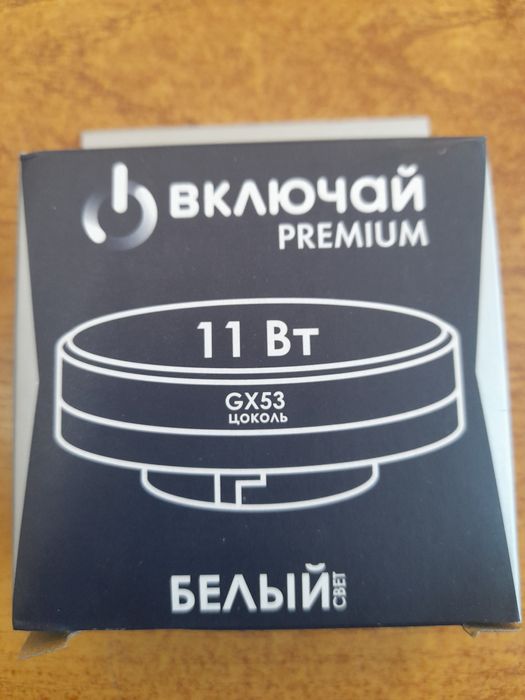 ВКЛЮЧАЙ
PREMIUM
11 Вт
GX53
ЦОКОЛЬ
БЕЛЫЙ СВЕТ